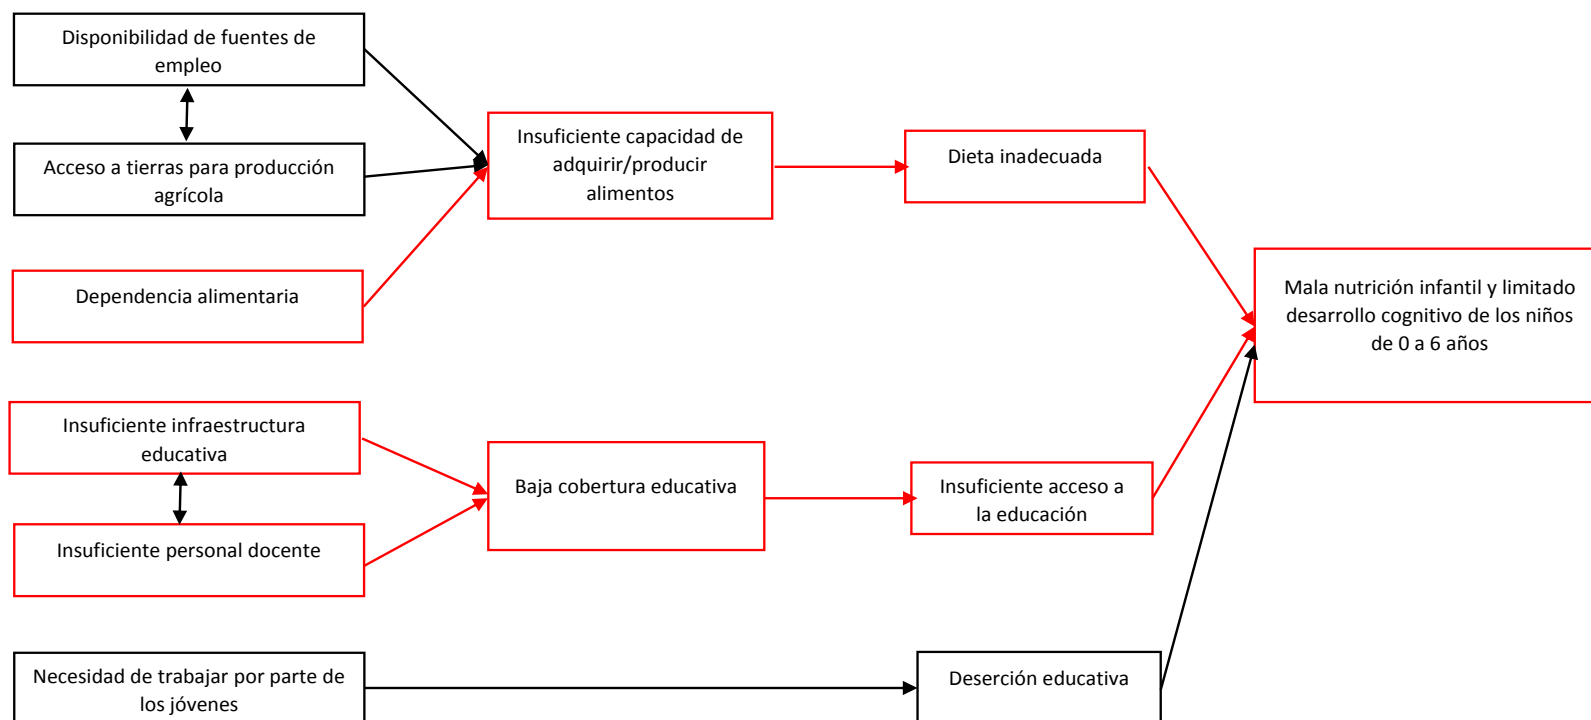 Disponibilidad de fuentes de
empleo
Acceso a tierras para producción
agrícola
Dependencia alimentaria
Insuficiente capacidad de
adquirir/producir
alimentos
Dieta inadecuada
Mala nutrición infantil y limitado
desarrollo cognitivo de los niños
de 0 a 6 años
Insuficiente infraestructura
educativa
Insuficiente personal docente
Baja cobertura educativa
Insuficiente acceso a
la educación
Necesidad de trabajar por parte de
los jóvenes
Deserción educativa